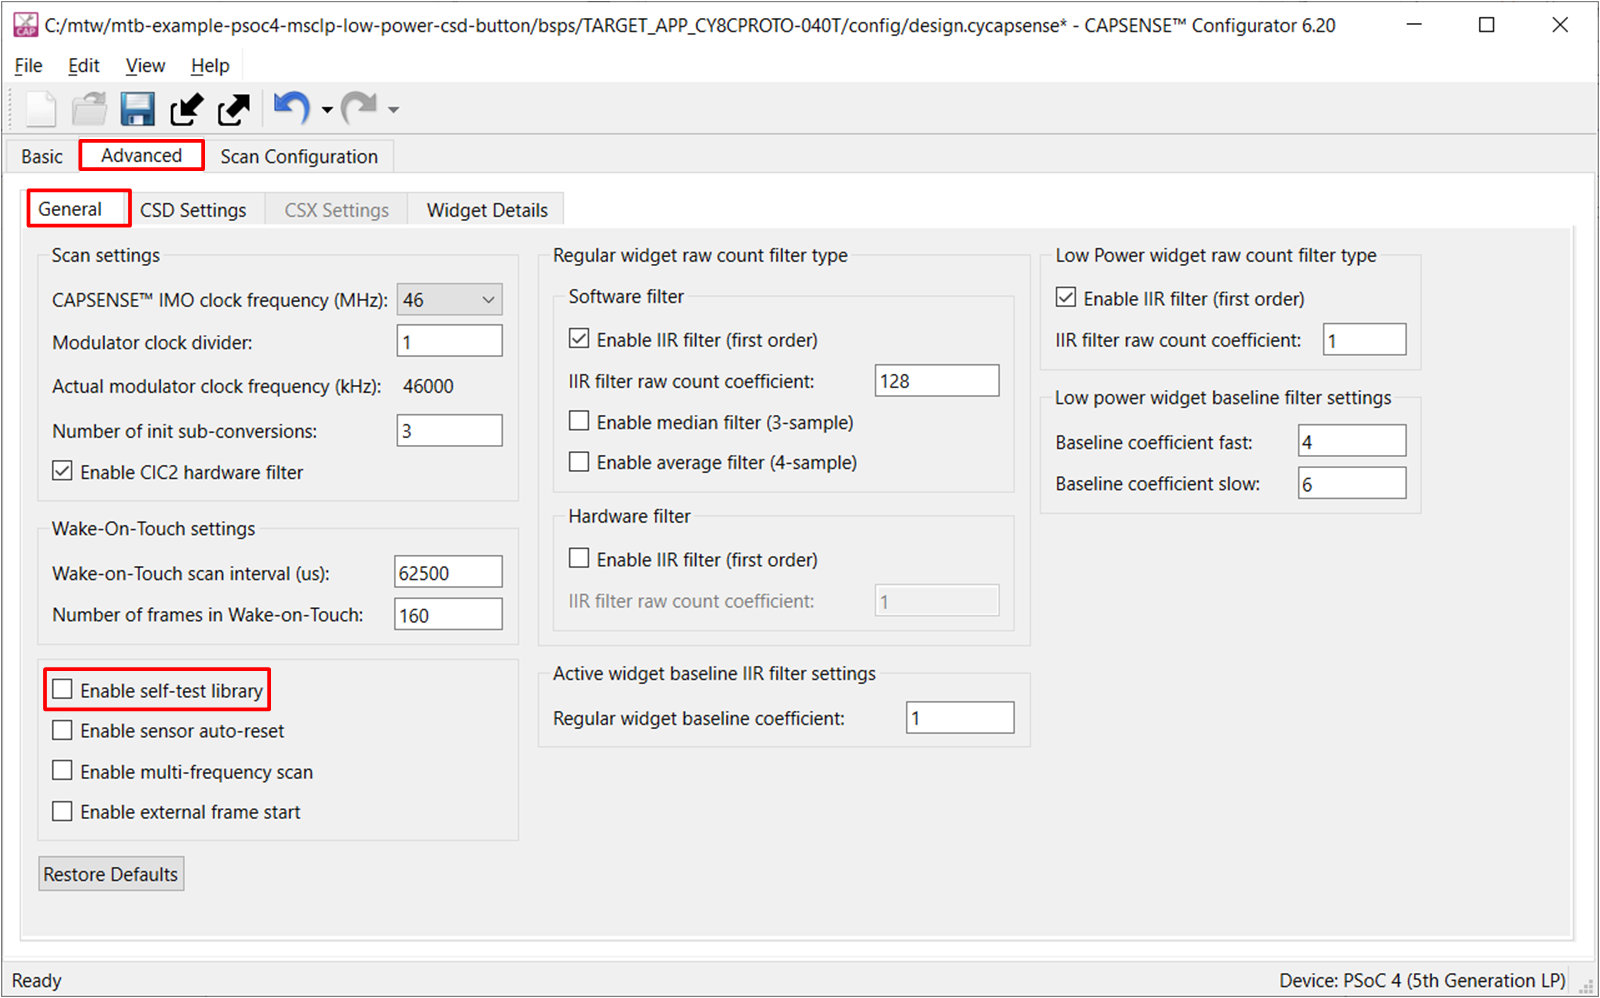 CAP
C:/mtw/mtb-example-psoc4-msclp-low-power-csd-button/bsps/TARGET_APP_CY8CPROTO-040T/config/design.cycapsense* - CAPSENSE™ Configurator 6.20
File Edit View Help
Basic Advanced Scan Configuration
General CSD Settings CSX Settings Widget Details
Scan settings
CAPSENSE™ IMO clock frequency (MHz): 46
Modulator clock divider: 1
Actual modulator clock frequency (kHz): 46000
Number of init sub-conversions: 3
Enable CIC2 hardware filter
Wake-On-Touch settings
Wake-on-Touch scan interval (us): 62500
Number of frames in Wake-on-Touch: 160
Enable self-test library
Enable sensor auto-reset
Enable multi-frequency scan
Enable external frame start
Restore Defaults
Regular widget raw count filter type
Software filter
Enable IIR filter (first order)
IIR filter raw count coefficient: 128
Enable median filter (3-sample)
Enable average filter (4-sample)
Hardware filter
Enable IIR filter (first order)
IIR filter raw count coefficient: 1
Active widget baseline IIR filter settings
Regular widget baseline coefficient: 1
Low Power widget raw count filter type
Enable IIR filter (first order)
IIR filter raw count coefficient: 1
Low power widget baseline filter settings
Baseline coefficient fast: 4
Baseline coefficient slow: 6
Ready
Device: PSoC 4 (5th Generation LP)